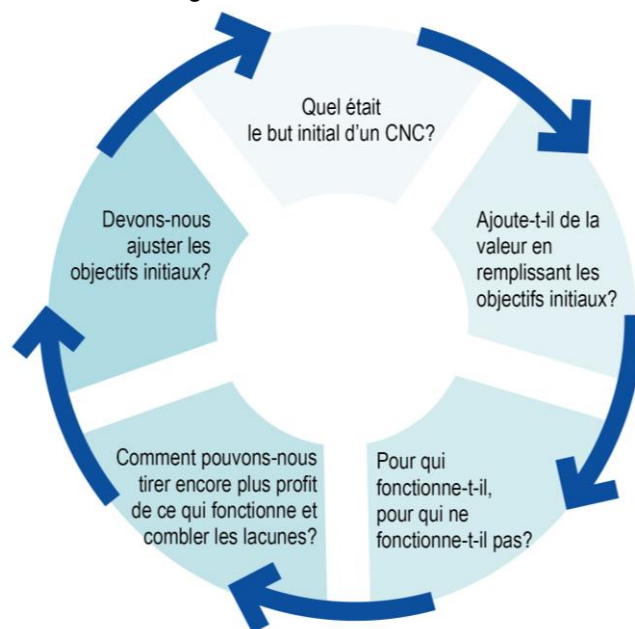 Quel était
le but initial d'un CNC?
Ajoute-t-il de la
valeur en
remplissant les
objectifs initiaux?
Pour qui
fonctionne-t-il,
pour qui ne
fonctionne-t-il pas?
Comment pouvons-nous
tirer encore plus profit
de ce qui fonctionne et
combler les lacunes?
Devons-nous
ajuster les
objectifs initiaux?